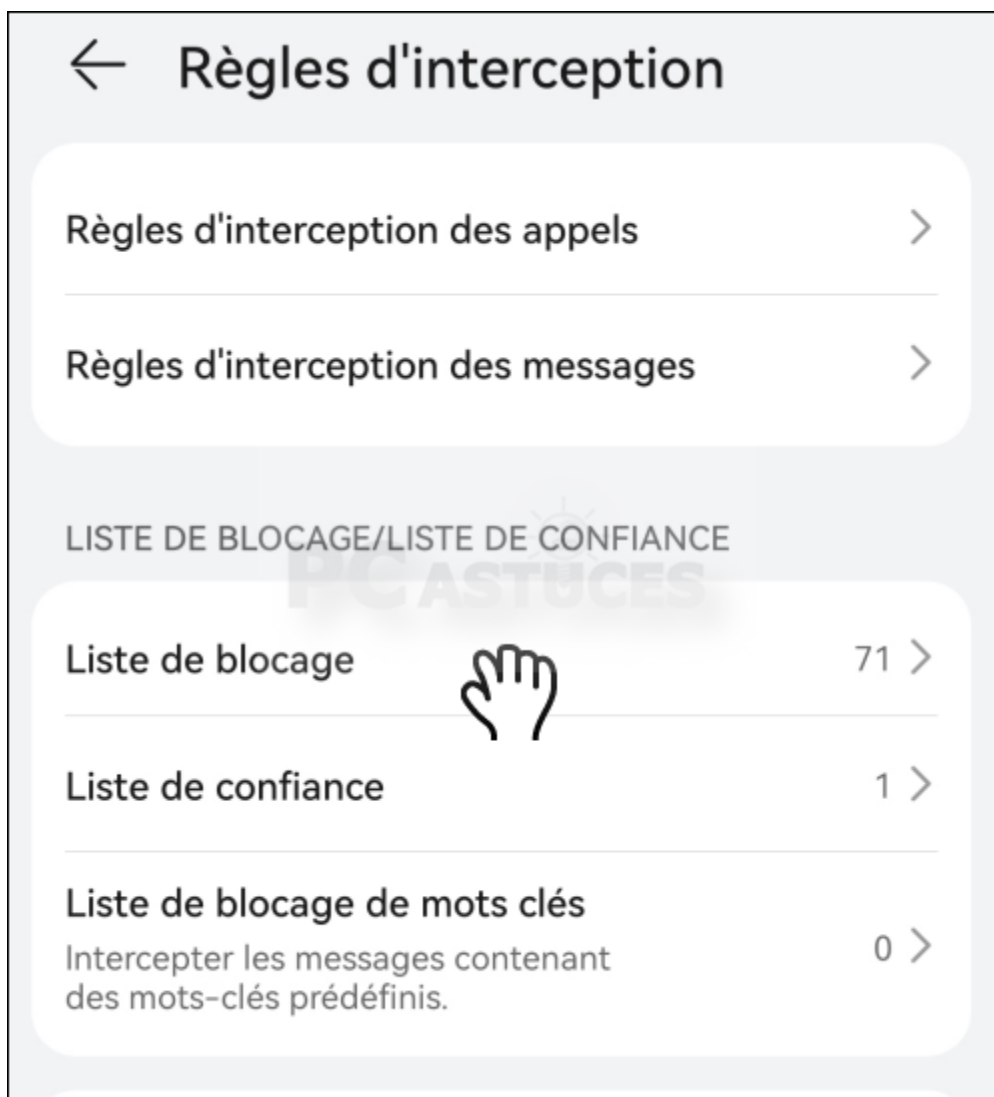 Règles d'interception
Règles d'interception des appels
Règles d'interception des messages
LISTE DE BLOCAGE/LISTE DE CONFIANCE
PC ASTUCES
Liste de blocage 71
Liste de confiance 1
Liste de blocage de mots clés
Intercepter les messages contenant 0
des mots-clés prédéfinis.